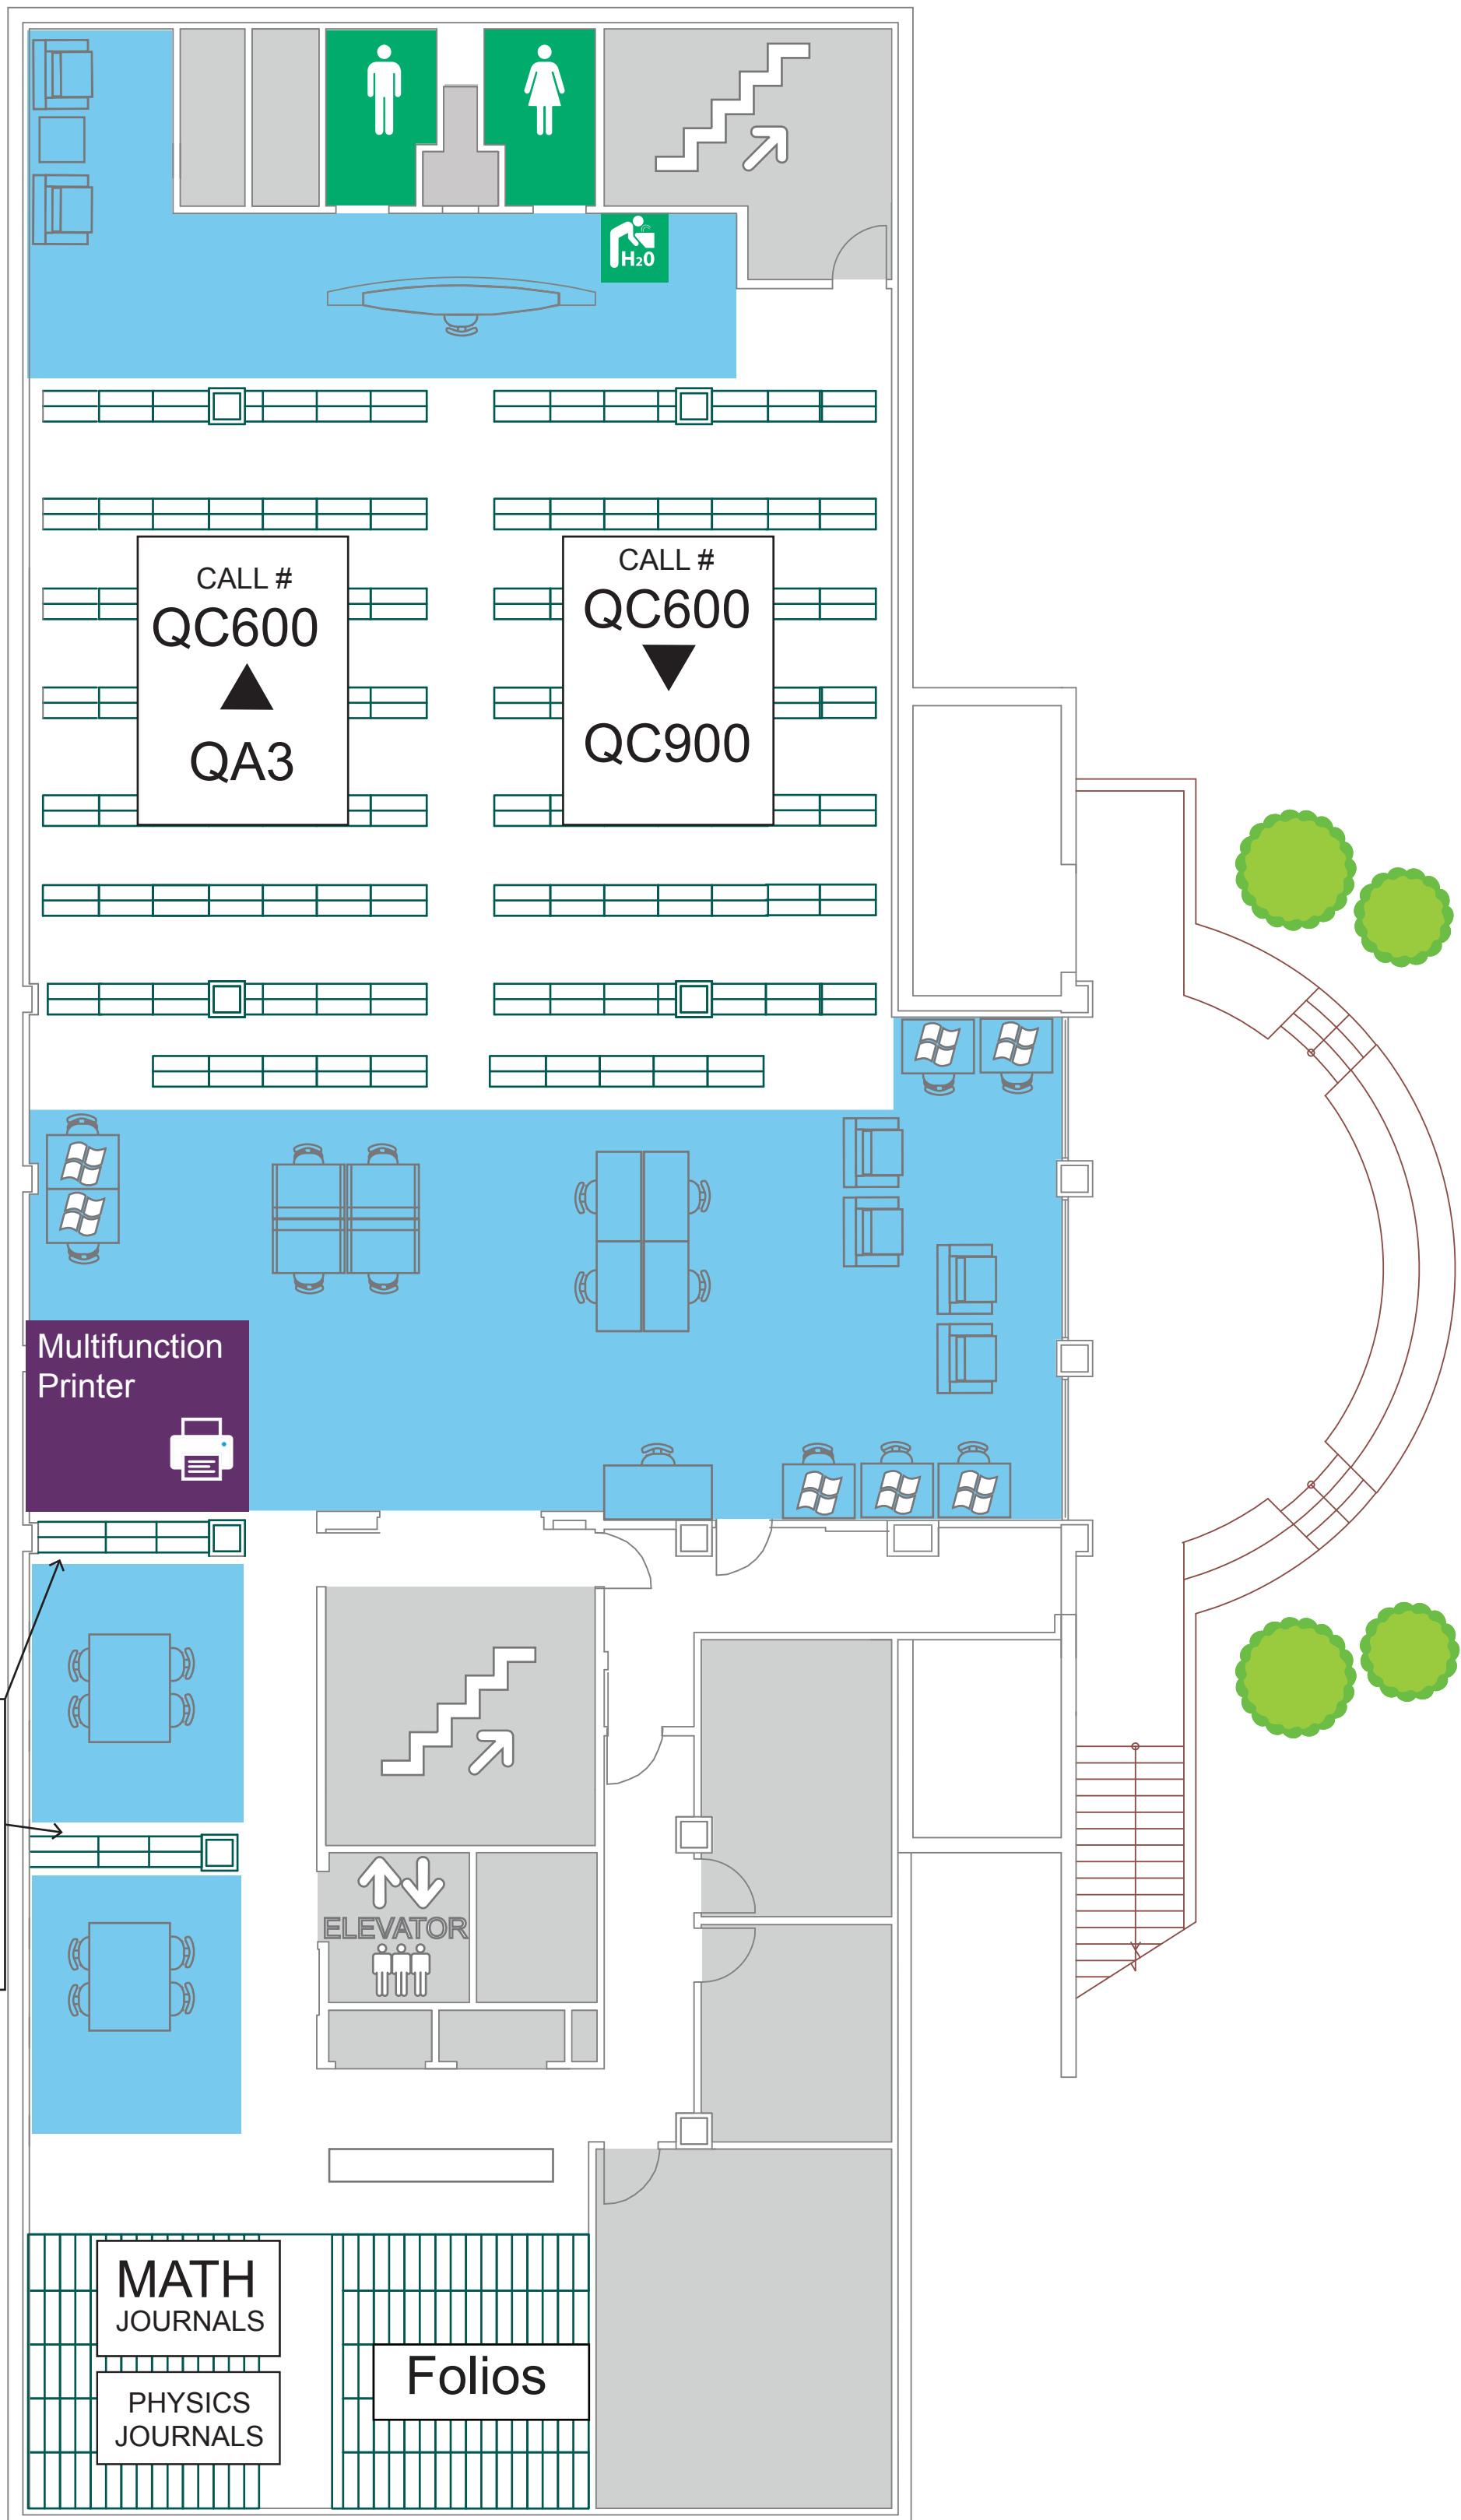 H₂O
CALL #
QC600
QA3
CALL #
QC600
QC900
Multifunction
Printer
ELEVATOR
MATH
JOURNALS
PHYSICS
JOURNALS
Folios